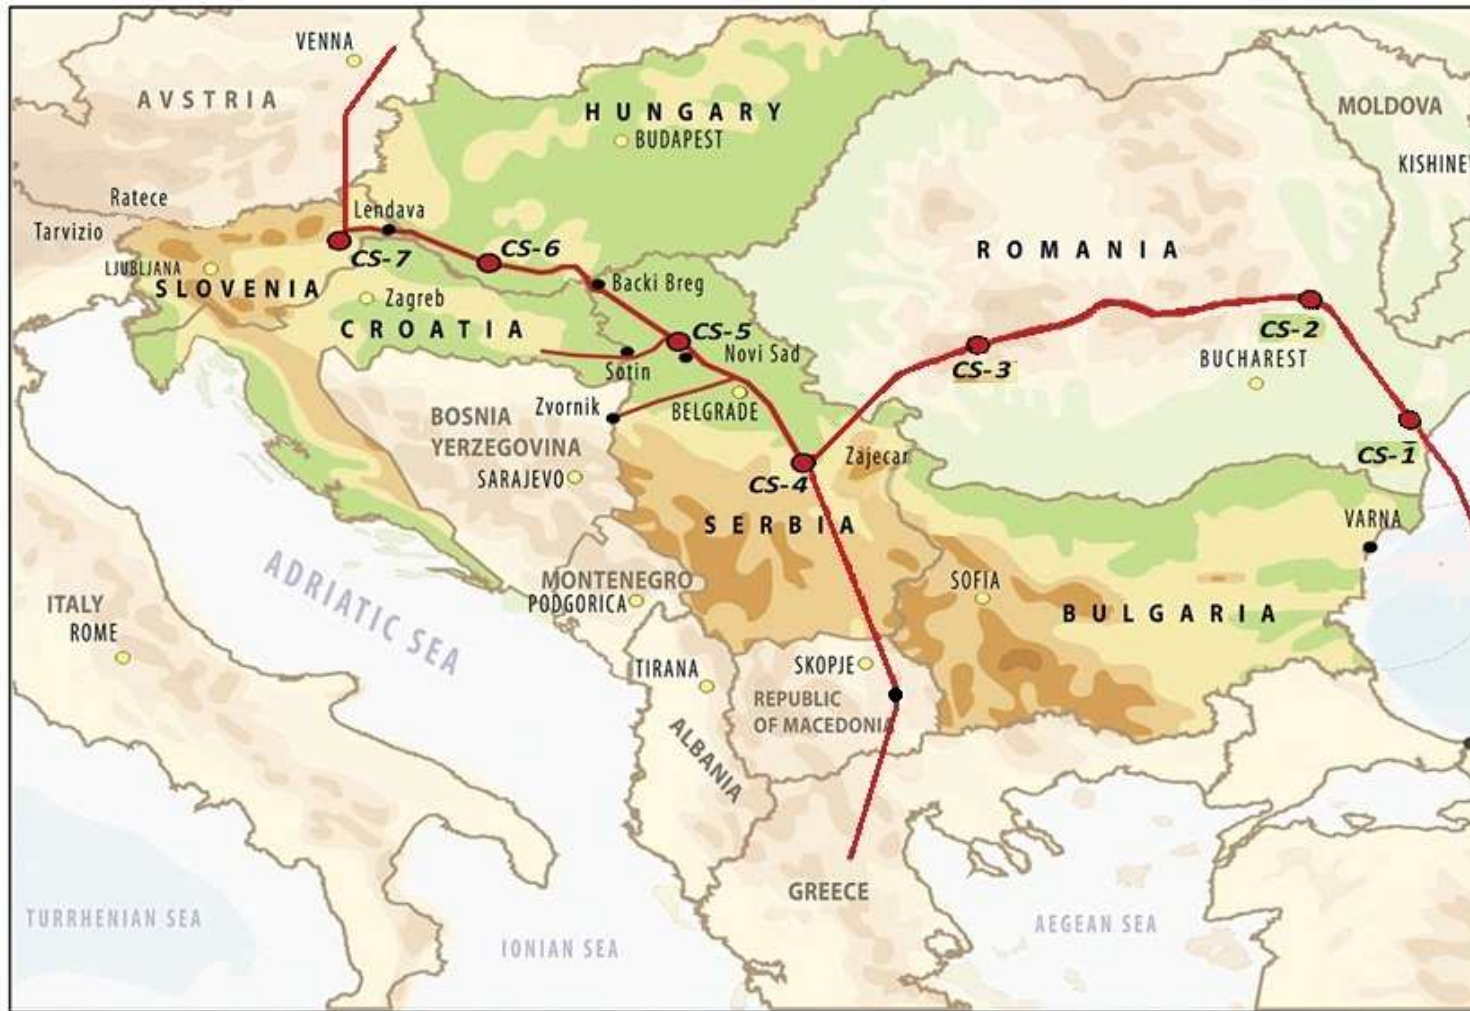 VENNA
AVSTRIA
HUNGARY
BUDAPEST
MOLDOVA
KISHINE
Ratece
Tarvizio
Lendava
LJUBLJANA
SLOVENIA
CS-7
CS-6
Zagreb
CROATIA
Backi Breg
ROMANIA
CS-5
Novi Sad
Sotin
CS-3
CS-2
BUCHAREST
Zvornik
BELGRADE
BOSNIA
YERZEGOVINA
SARAJEVO
Zajecar
CS-4
CS-1
SERBIA
VARNA
ADRIATIC SEA
MONTENEGRO
PODGORICA
SOFIA
BULGARIA
ITALY
ROME
TIRANA
SKOPJE
REPUBLIC
OF MACEDONIA
ALBANIA
GREECE
TURRHENIAN SEA
IONIAN SEA
AEGEAN SEA